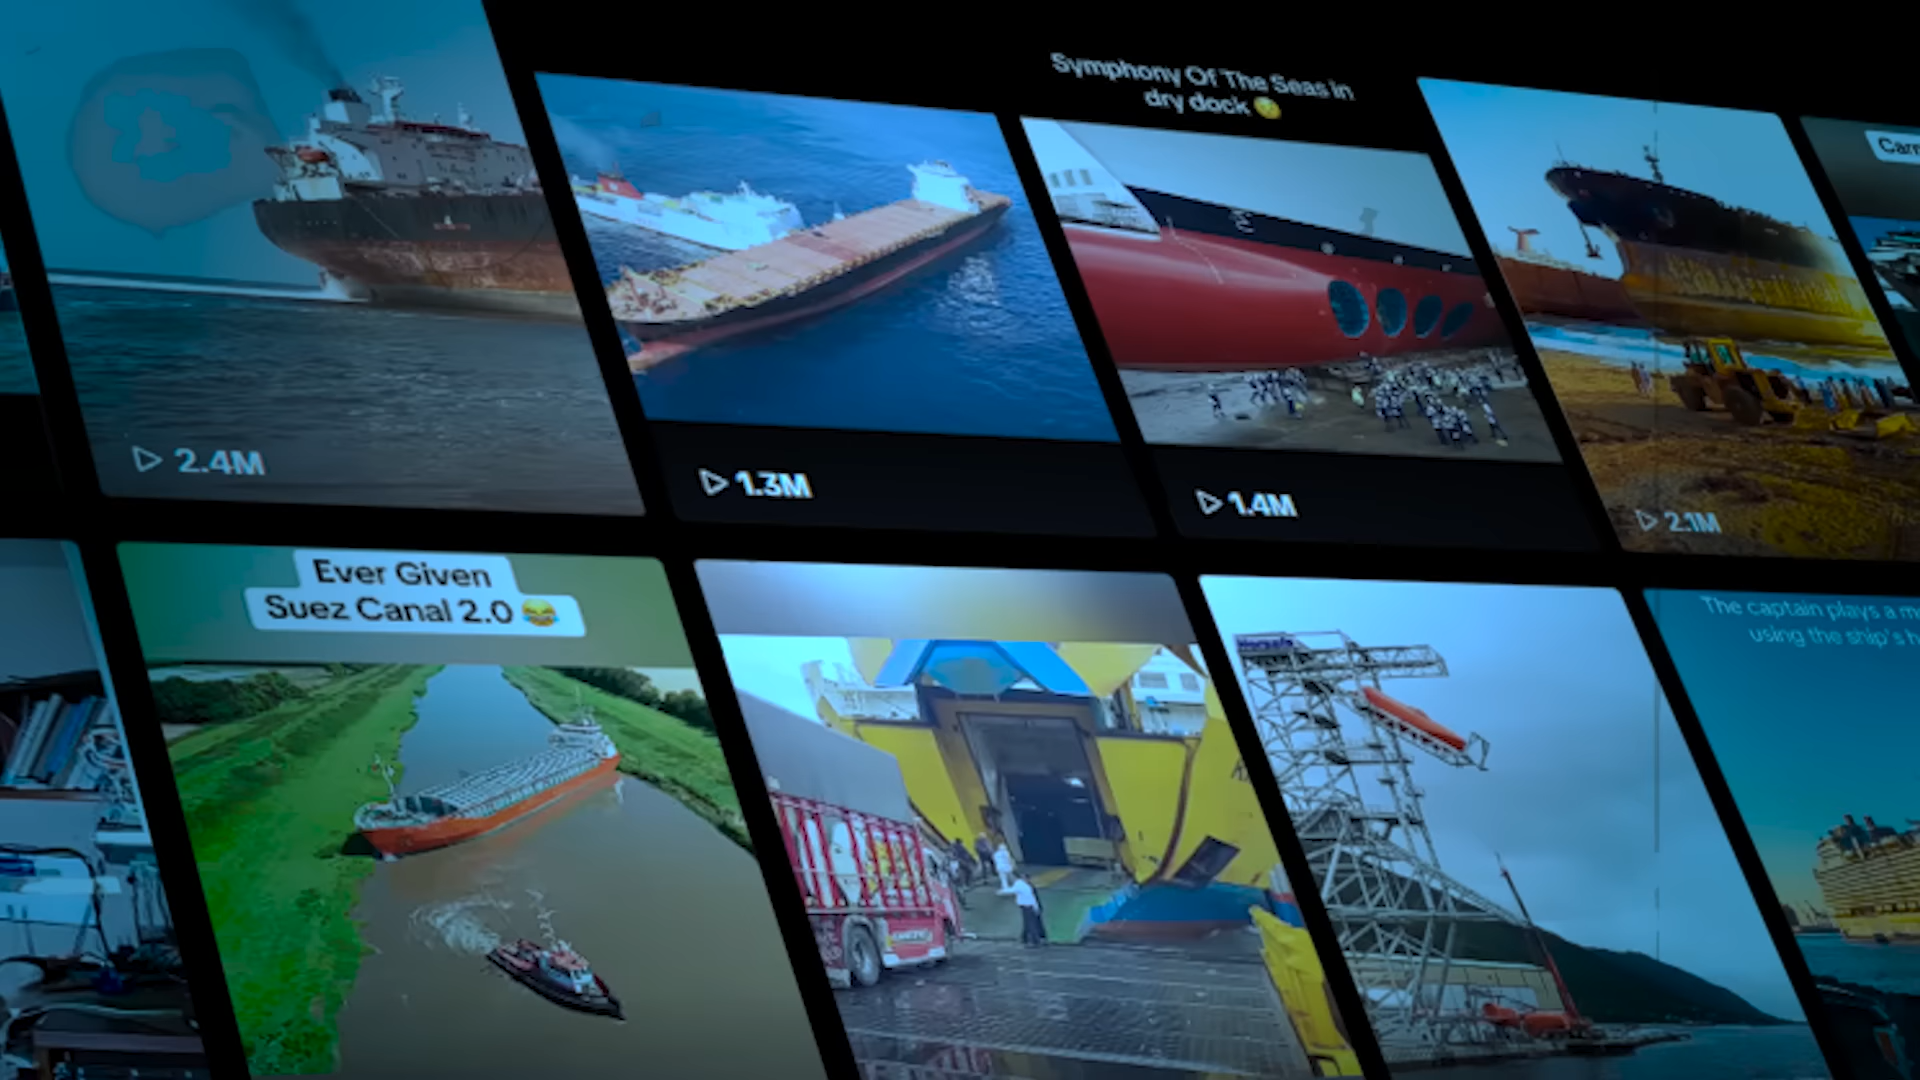 Symphony Of The Seas in
dry dock 😳
2.4M
1.3M
1.4M
2.1M
Ever Given
Suez Canal 2.0 😂
The captain plays a
using the ship's